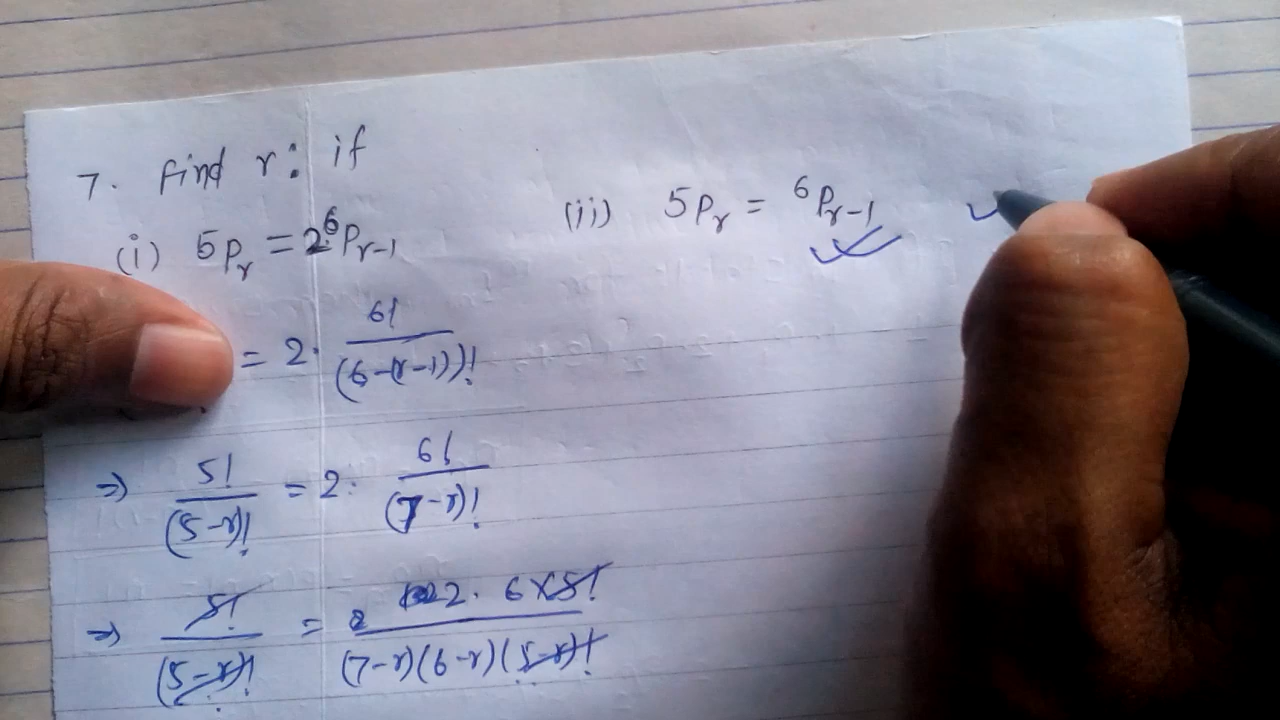 7. Find r: if
(i) 5Pr = 2.6Pr-1
= 2. 6! / (6-(r-1))!
⇒ 5! / (5-r)! = 2. 6! / (7-r)!
⇒ 5! / (5-r)! = 2. 6×5! / (7-r)(6-r)(5-r)!
(ii) 5Pr = 6Pr-1